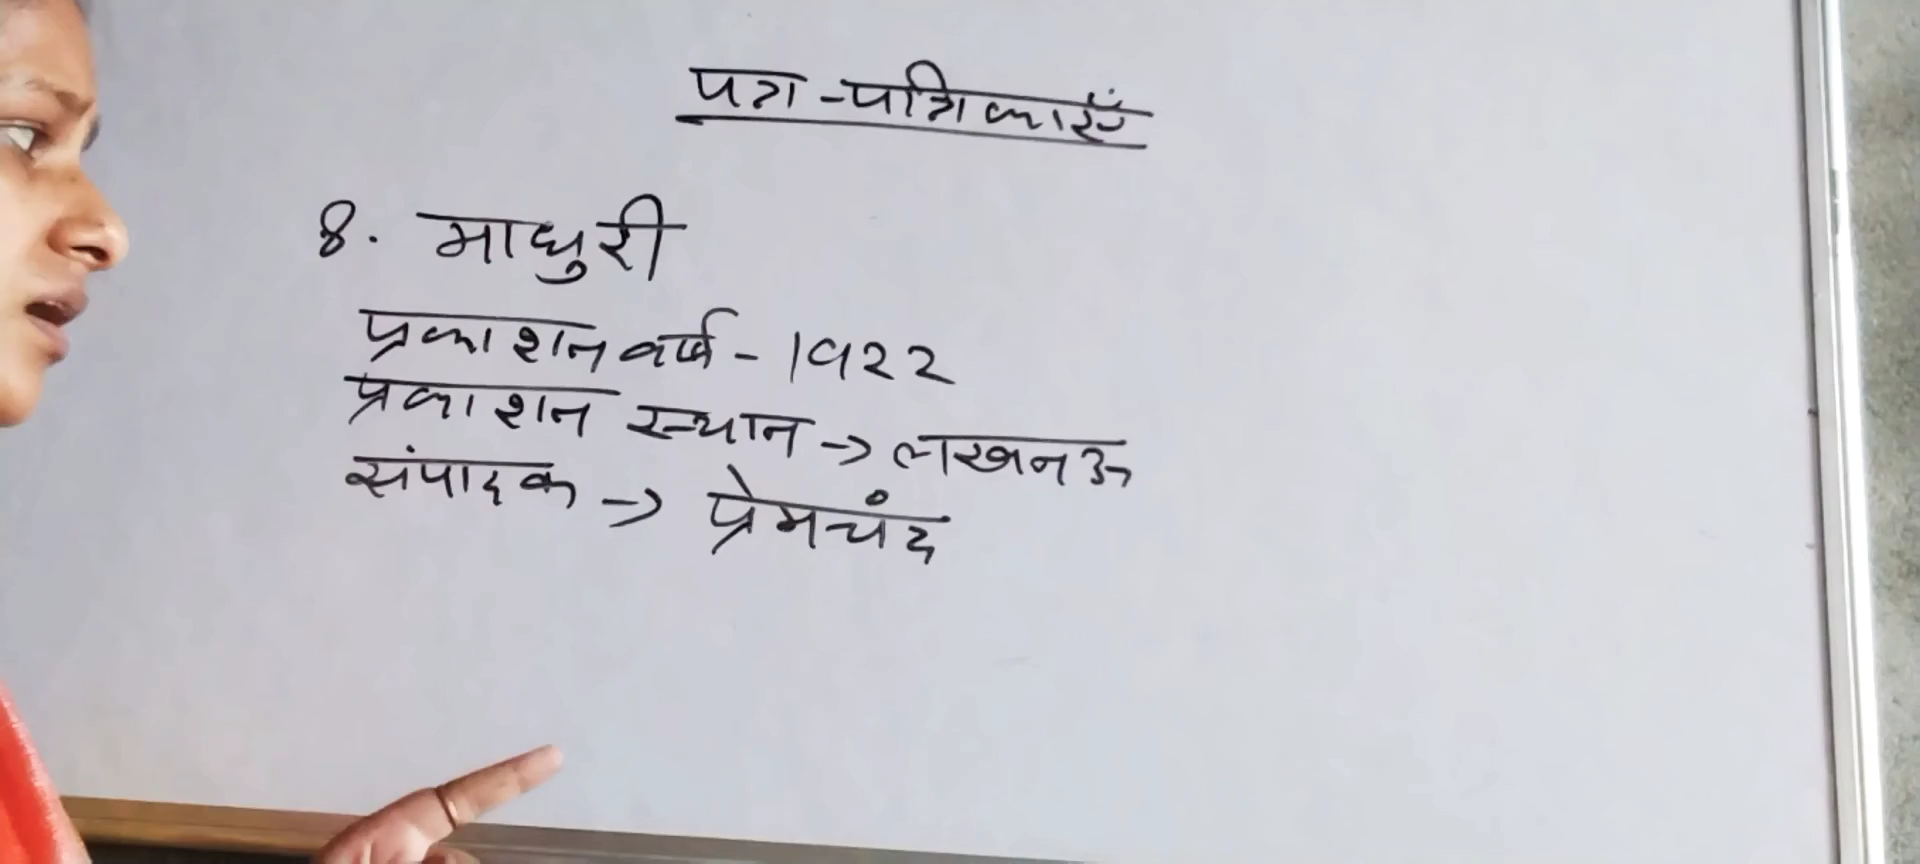 पत्र-पत्रिकाएँ
8. माधुरी
प्रकाशन वर्ष - 1922
प्रकाशन स्थान → लखनऊ
संपादक → प्रेमचंद